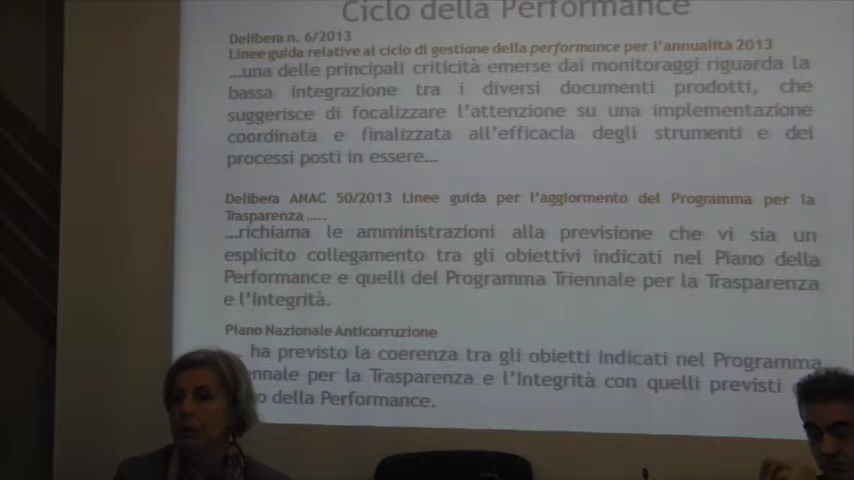 Ciclo della Performance
Delibera n. 6/2013
Linee guida relative al ciclo di gestione della performance per l'annualità 2013
...una delle principali criticità emerse dai monitoraggi riguarda la
bassa integrazione tra i diversi documenti prodotti, che
suggerisce di focalizzare l'attenzione su una implementazione
coordinata e finalizzata all'efficacia degli strumenti e dei
processi posti in essere...
Delibera ANAC 50/2013 Linee guida per l'aggiormento del Programma per la
Trasparenza .....
...richiama le amministrazioni alla previsione che vi sia un
esplicito collegamento tra gli obiettivi indicati nel Piano della
Performance e quelli del Programma Triennale per la Trasparenza
e l'Integrità.
Piano Nazionale Anticorruzione
ha previsto la coerenza tra gli obietti indicati nel Programma
ennale per la Trasparenza e l'Integrità con quelli previsti
o della Performance.